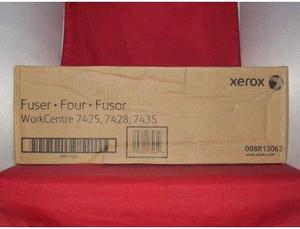 xerox
Fuser • Four • Fusor
WorkCentre 7425, 7428, 7435
008R13062